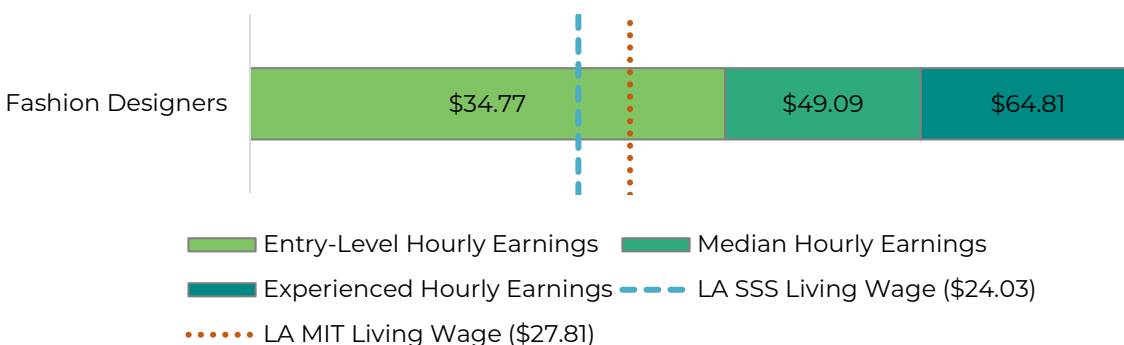 Fashion Designers $34.77 $49.09 $64.81
Entry-Level Hourly Earnings Median Hourly Earnings
Experienced Hourly Earnings LA SSS Living Wage ($24.03)
LA MIT Living Wage ($27.81)